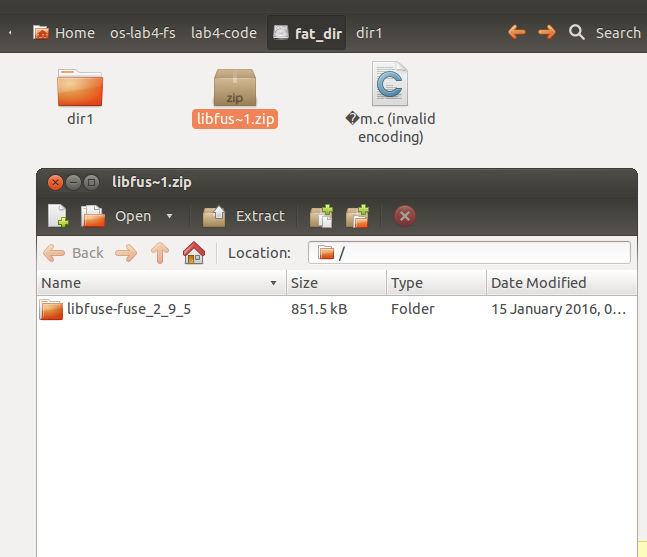 Home os-lab4-fs lab4-code fat_dir dir1 Search
zip
dir1 libfus~1.zip �m.c (invalid
encoding)
libfus~1.zip
Open Extract
Back Location: /
Name Size Type Date Modified
libfuse-fuse_2_9_5 851.5 kB Folder 15 January 2016, 0...